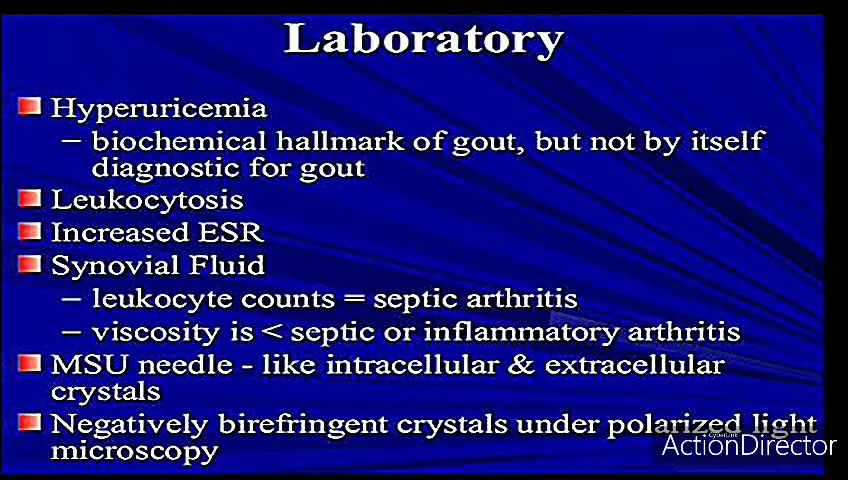 Laboratory
Hyperuricemia
– biochemical hallmark of gout, but not by itself
diagnostic for gout
Leukocytosis
Increased ESR
Synovial Fluid
– leukocyte counts = septic arthritis
– viscosity is < septic or inflammatory arthritis
MSU needle - like intracellular & extracellular
crystals
Negatively birefringent crystals under polarized light
microscopy
CyberLink
ActionDirector